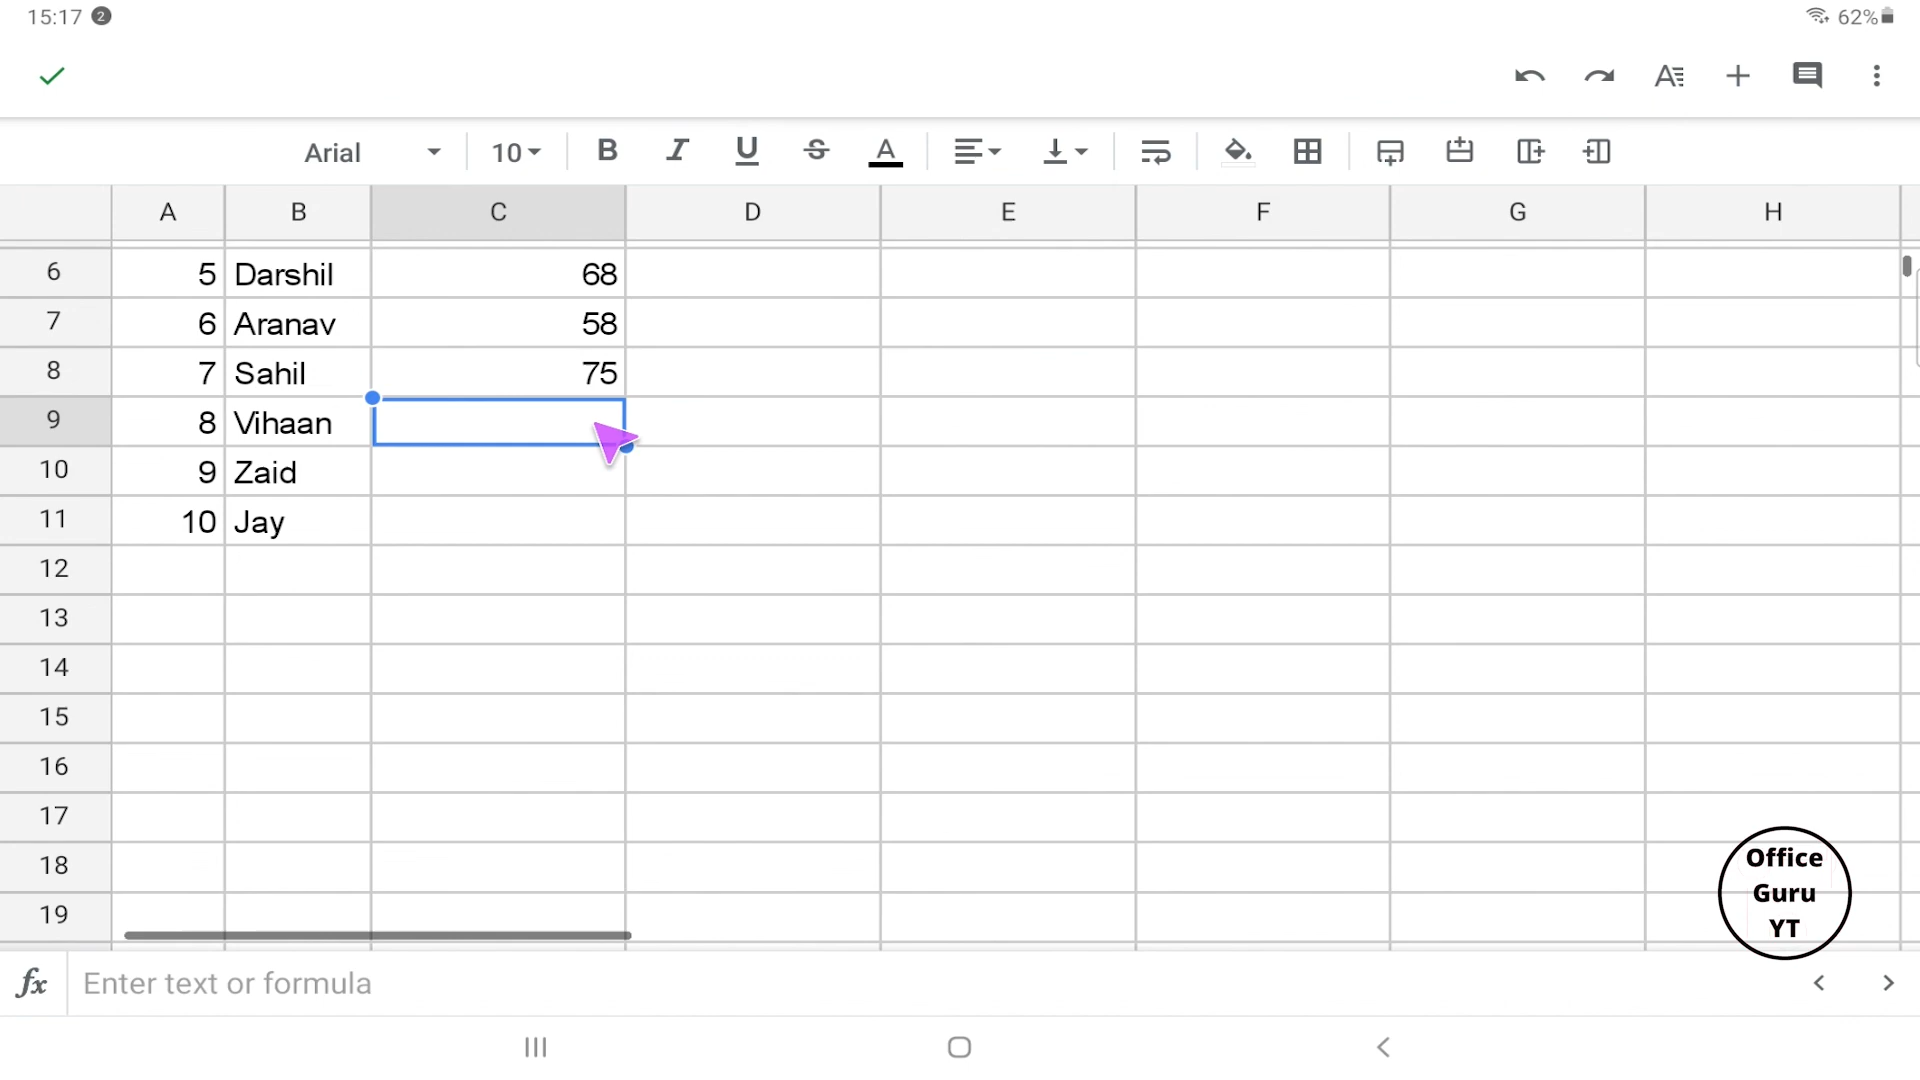 15:17 2 62%
Arial 10 B I U S A
A B C D E F G H
6 5 Darshil 68
7 6 Aranav 58
8 7 Sahil 75
9 8 Vihaan
10 9 Zaid
11 10 Jay
12
13
14
15
16
17
18
19
Office
Guru
YT
fx Enter text or formula